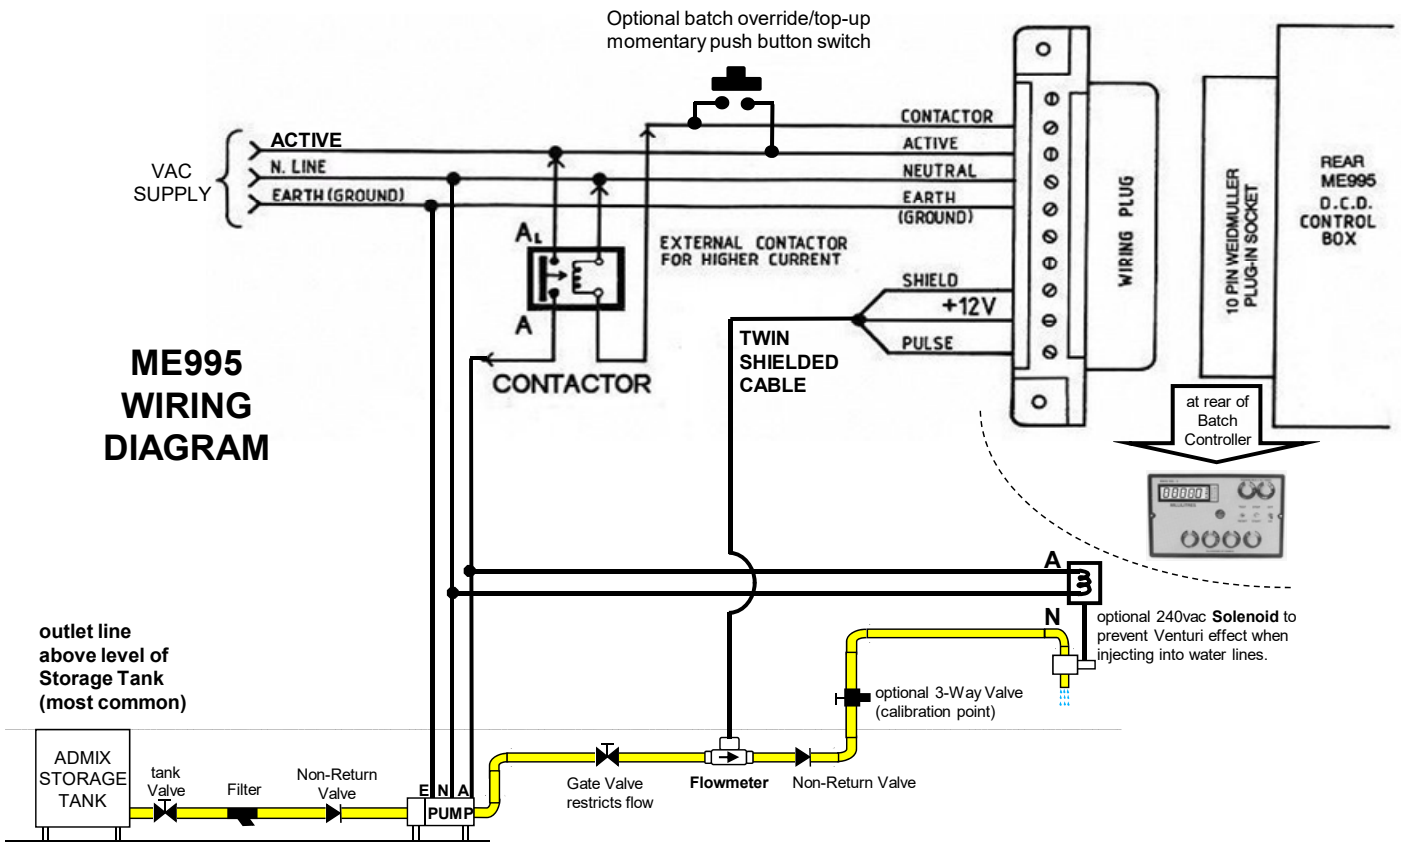 Optional batch override/top-up
momentary push button switch
CONTACTOR
ACTIVE
ACTIVE
N. LINE
NEUTRAL
VAC
SUPPLY
EARTH (GROUND)
EARTH
(GROUND)
AL
A
EXTERNAL CONTACTOR
FOR HIGHER CURRENT
SHIELD
+12V
PULSE
WIRING PLUG
10 PIN WEIDMULLER
PLUG-IN SOCKET
REAR
ME995
D.C.D.
CONTROL
BOX
TWIN
SHIELDED
CABLE
CONTACTOR
ME995
WIRING
DIAGRAM
at rear of
Batch
Controller
A
N
optional 240vac Solenoid to
prevent Venturi effect when
injecting into water lines.
outlet line
above level of
Storage Tank
(most common)
optional 3-Way Valve
(calibration point)
ADMIX
STORAGE
TANK
tank
Valve
Filter
Non-Return
Valve
E N A
PUMP
Gate Valve
restricts flow
Flowmeter
Non-Return Valve